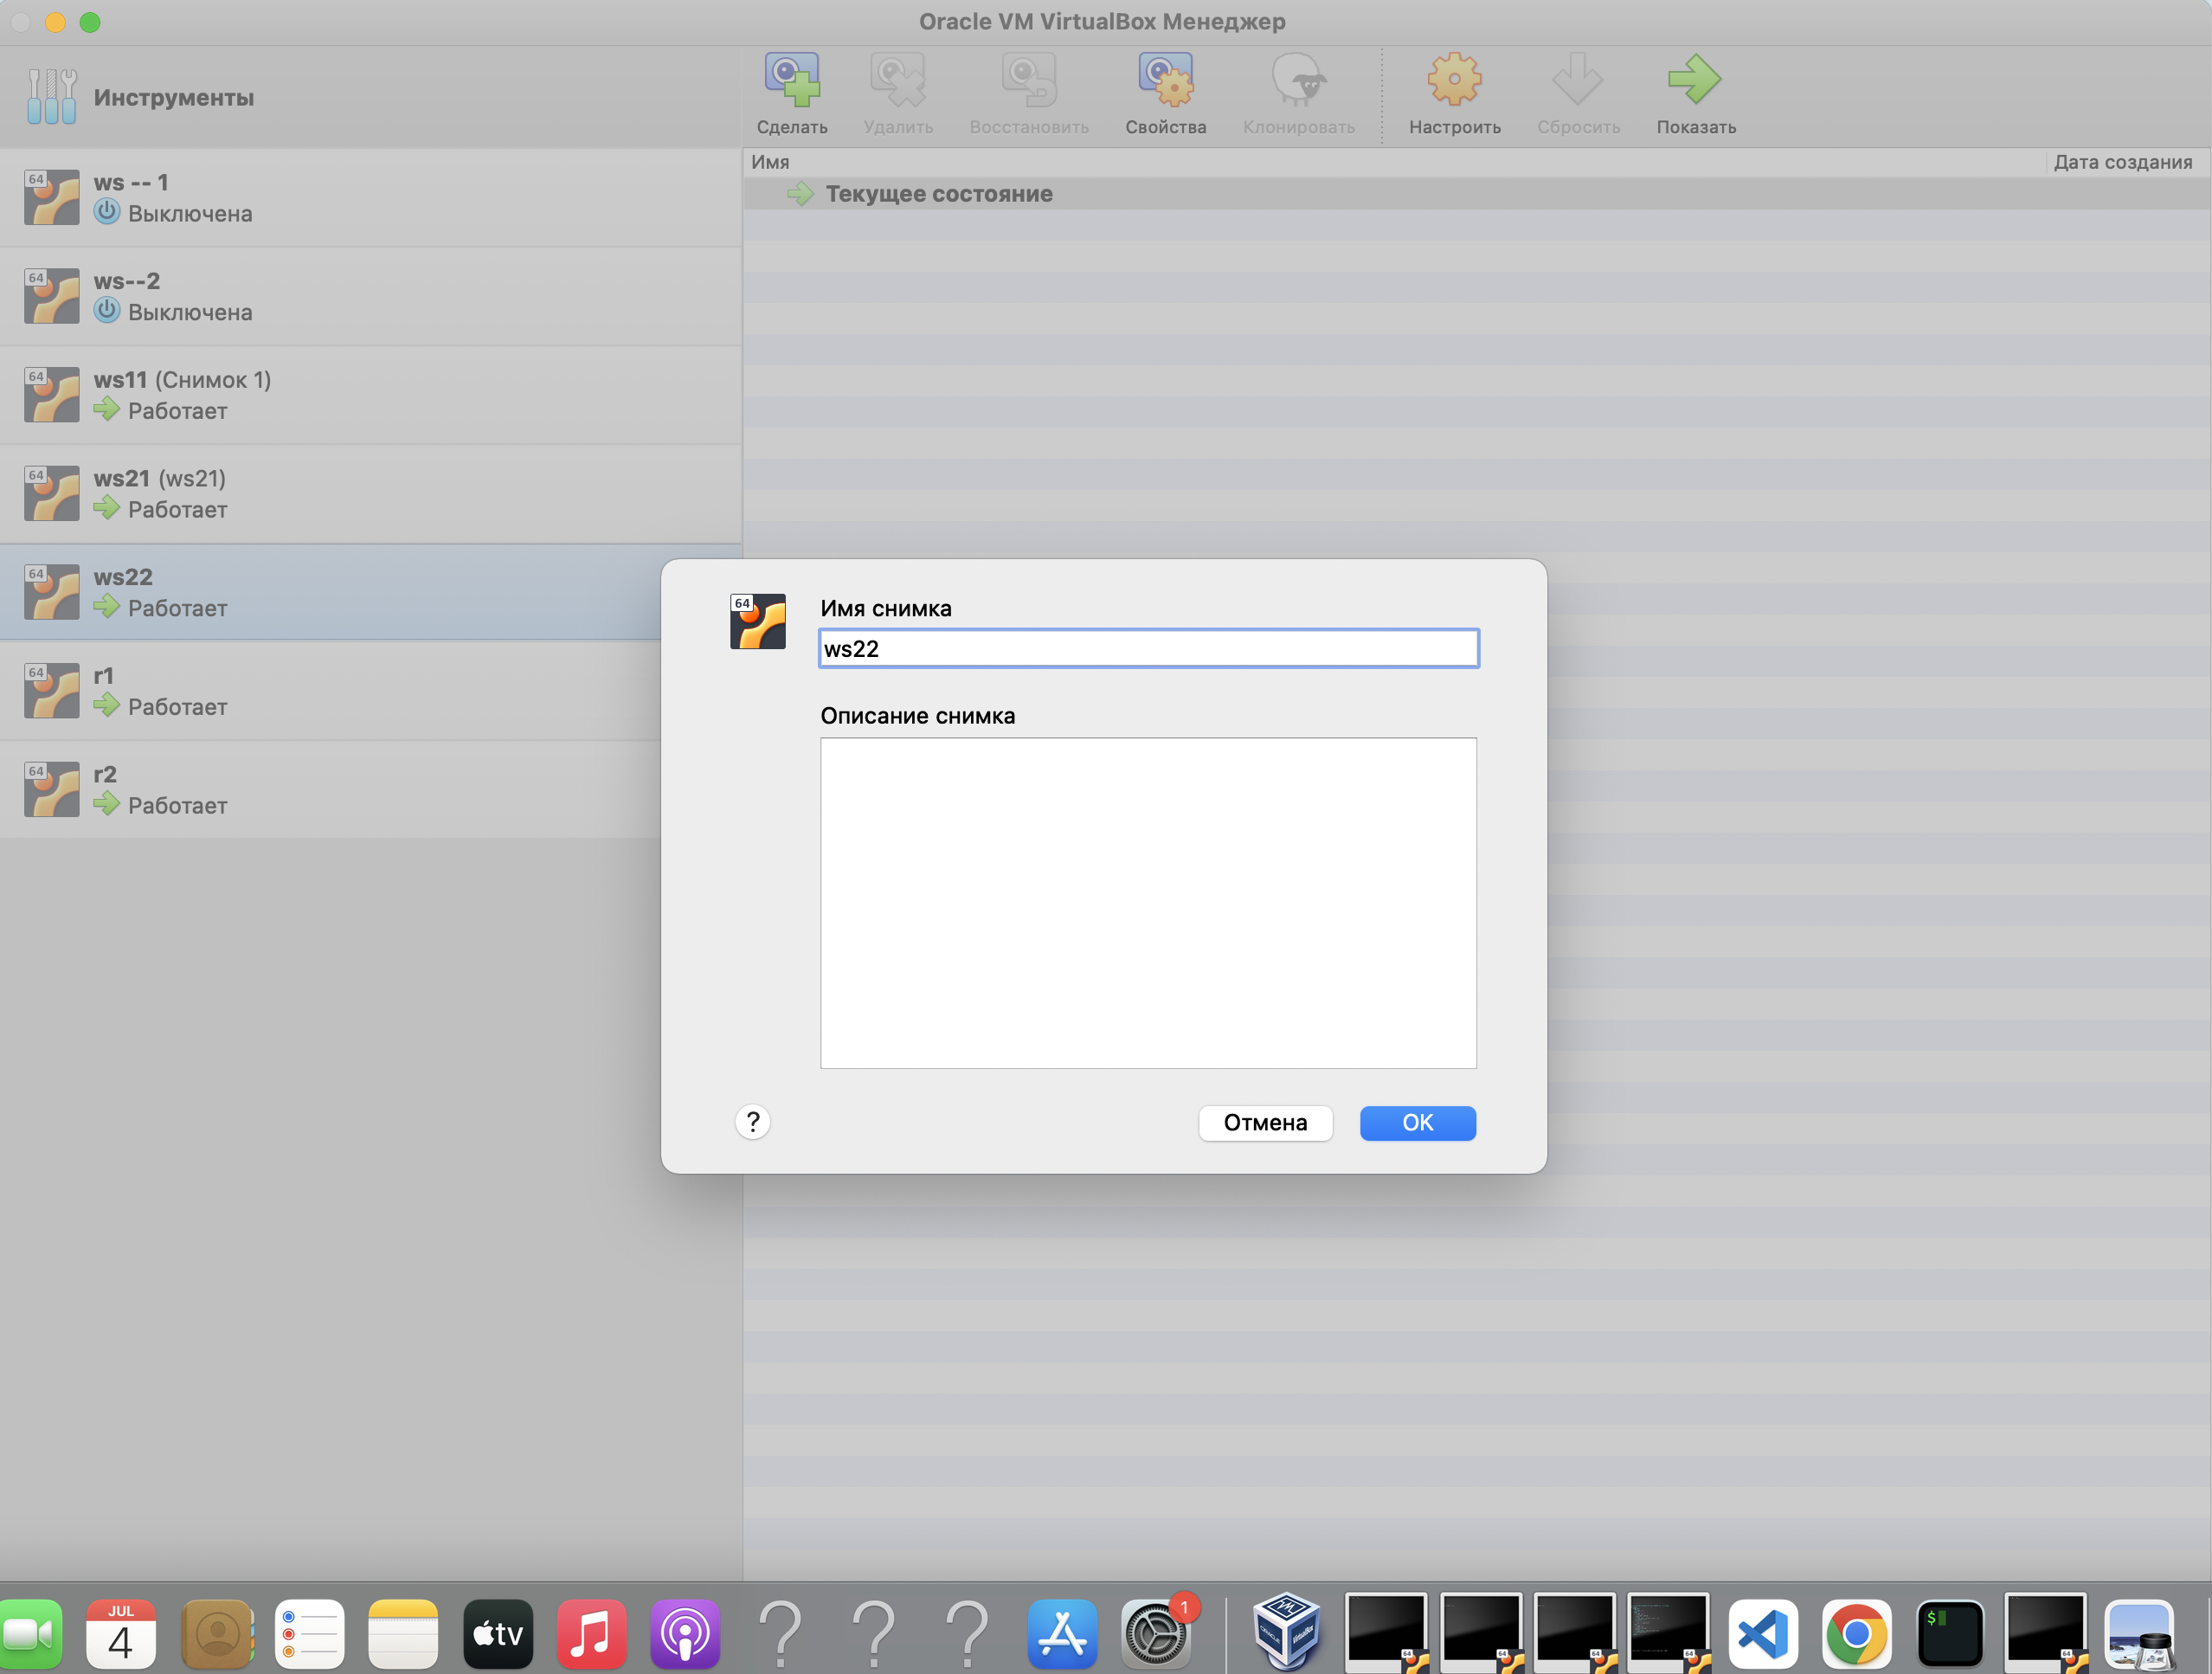 Oracle VM VirtualBox Менеджер
Инструменты
Сделать
Удалить
Восстановить
Свойства
Клонировать
Настроить
Сбросить
Показать
Имя
Дата создания
Текущее состояние
64
ws -- 1
Выключена
64
ws--2
Выключена
64
ws11 (Снимок 1)
Работает
64
ws21 (ws21)
Работает
64
ws22
Работает
64
r1
Работает
64
r2
Работает
64
Имя снимка
ws22
Описание снимка
?
Отмена
OK
JUL
4
tv
?
?
?
1
ORACLE
VirtualBox
64
64
64
64
$
64